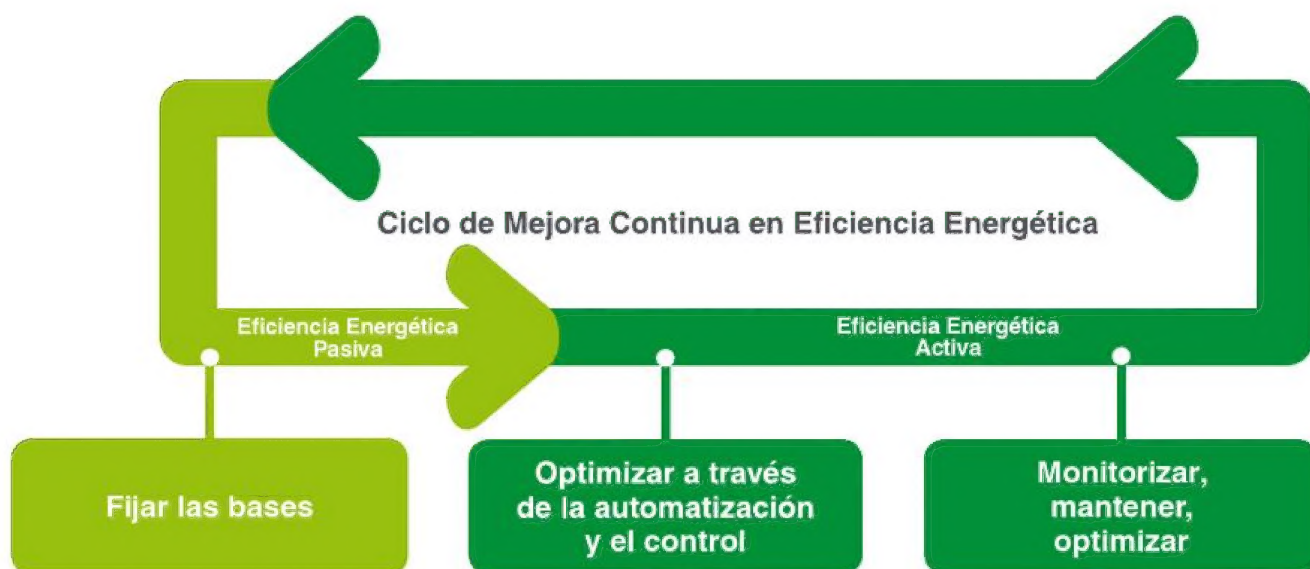 Ciclo de Mejora Continua en Eficiencia Energética
Eficiencia Energética
Pasiva
Eficiencia Energética
Activa
Fijar las bases
Optimizar a través
de la automatización
y el control
Monitorizar,
mantener,
optimizar